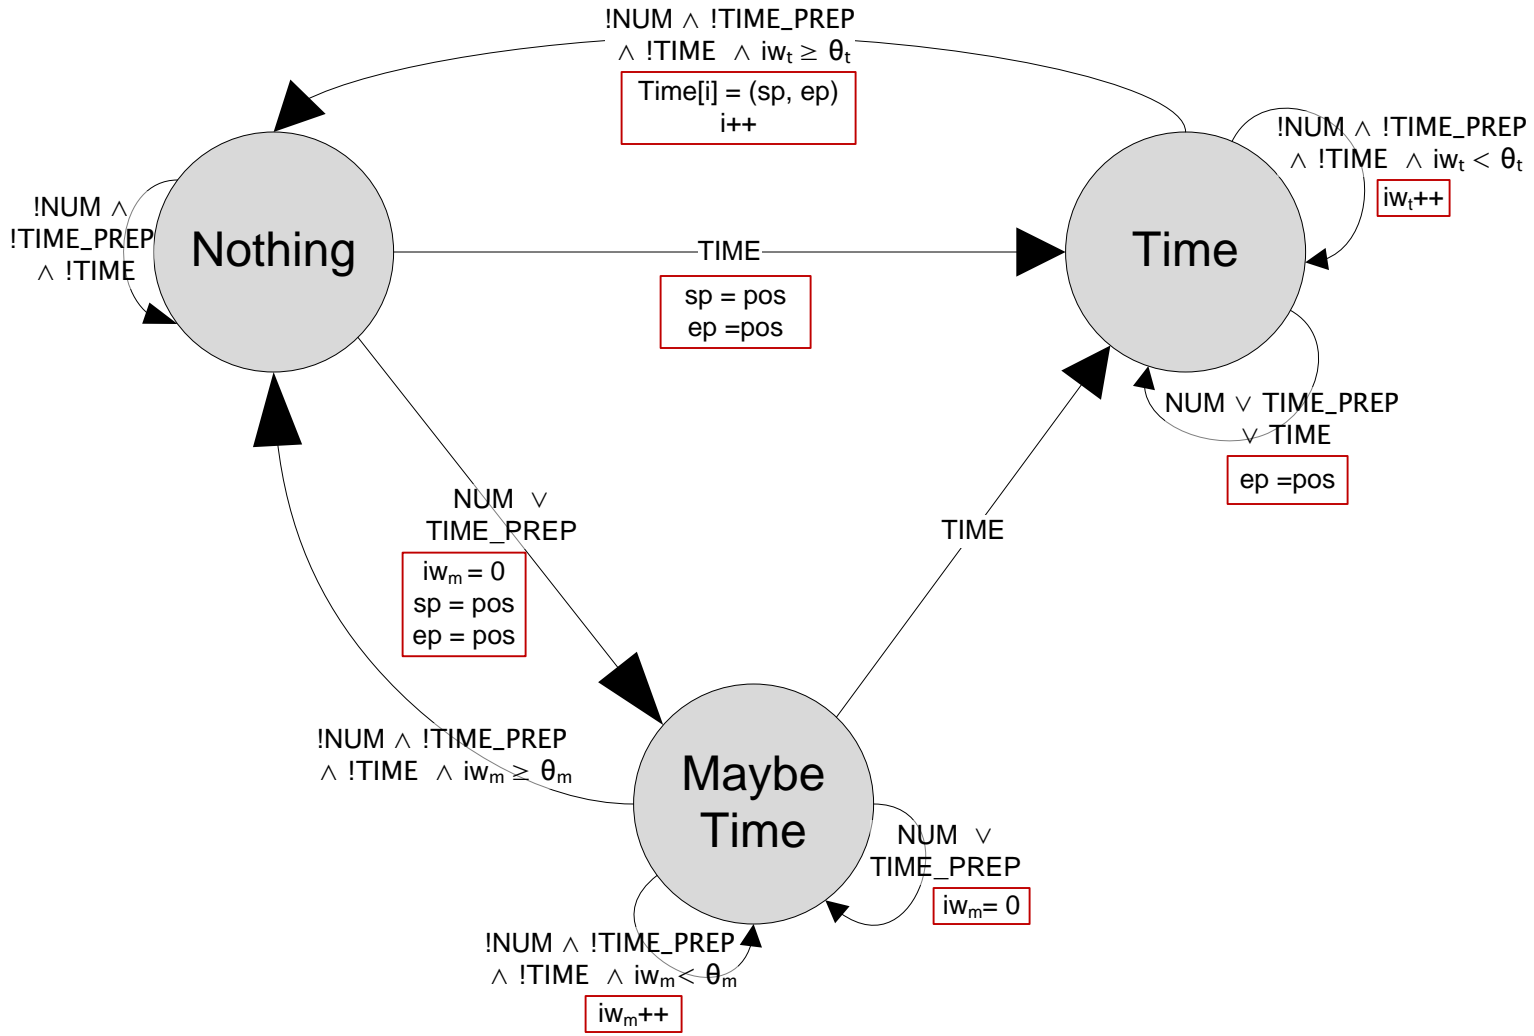 !NUM ∧ !TIME_PREP
∧ !TIME ∧ iwₜ ≥ θₜ
Time[i] = (sp, ep)
i++
!NUM ∧ !TIME_PREP
∧ !TIME ∧ iwₜ < θₜ
iwₜ++
!NUM ∧
!TIME_PREP
∧ !TIME
Nothing
TIME
sp = pos
ep =pos
Time
NUM ∨ TIME_PREP
∨ TIME
ep =pos
NUM ∨
TIME_PREP
iwₘ = 0
sp = pos
ep = pos
TIME
!NUM ∧ !TIME_PREP
∧ !TIME ∧ iwₘ ≥ θₘ
Maybe
Time
NUM ∨
TIME_PREP
iwₘ= 0
!NUM ∧ !TIME_PREP
∧ !TIME ∧ iwₘ< θₘ
iwₘ++